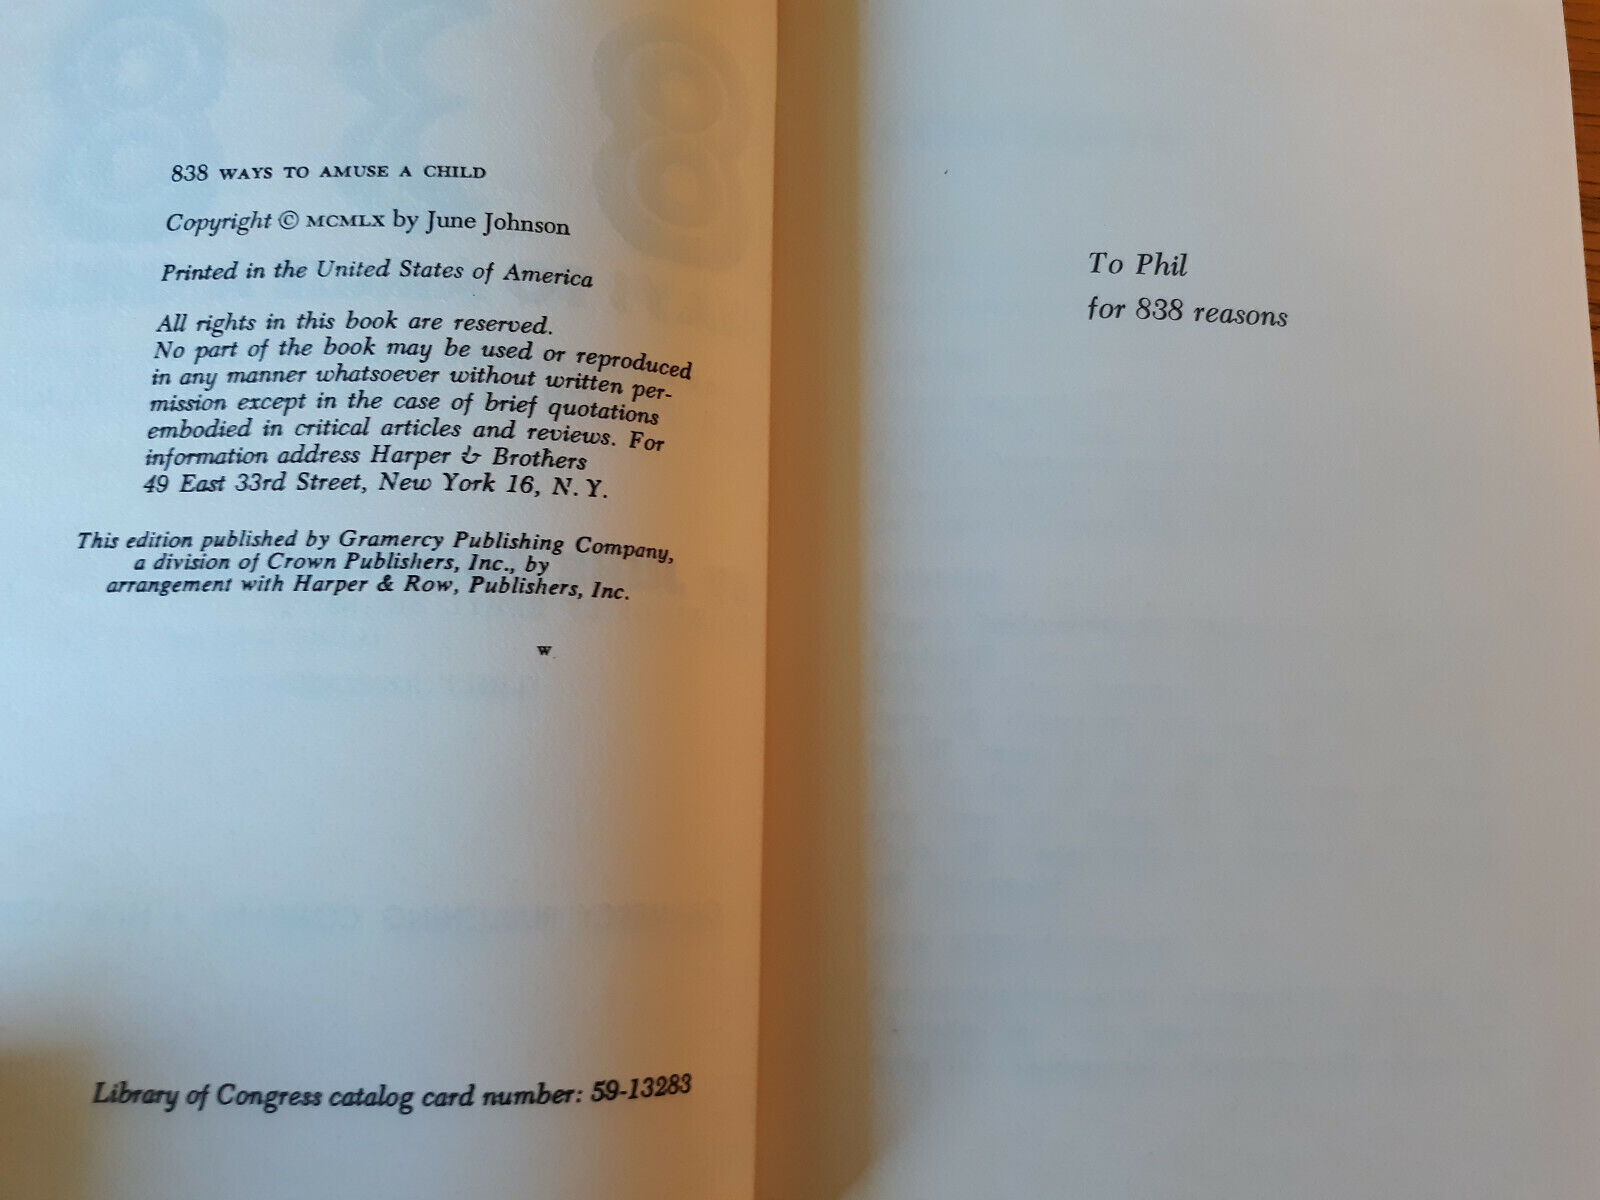 838 WAYS TO AMUSE A CHILD
Copyright © MCMLX by June Johnson
Printed in the United States of America
All rights in this book are reserved.
No part of the book may be used or reproduced
in any manner whatsoever without written per-
mission except in the case of brief quotations
embodied in critical articles and reviews. For
information address Harper & Brothers
49 East 33rd Street, New York 16, N. Y.
This edition published by Gramercy Publishing Company,
a division of Crown Publishers, Inc., by
arrangement with Harper & Row, Publishers, Inc.
W
Library of Congress catalog card number: 59-13283
To Phil
for 838 reasons